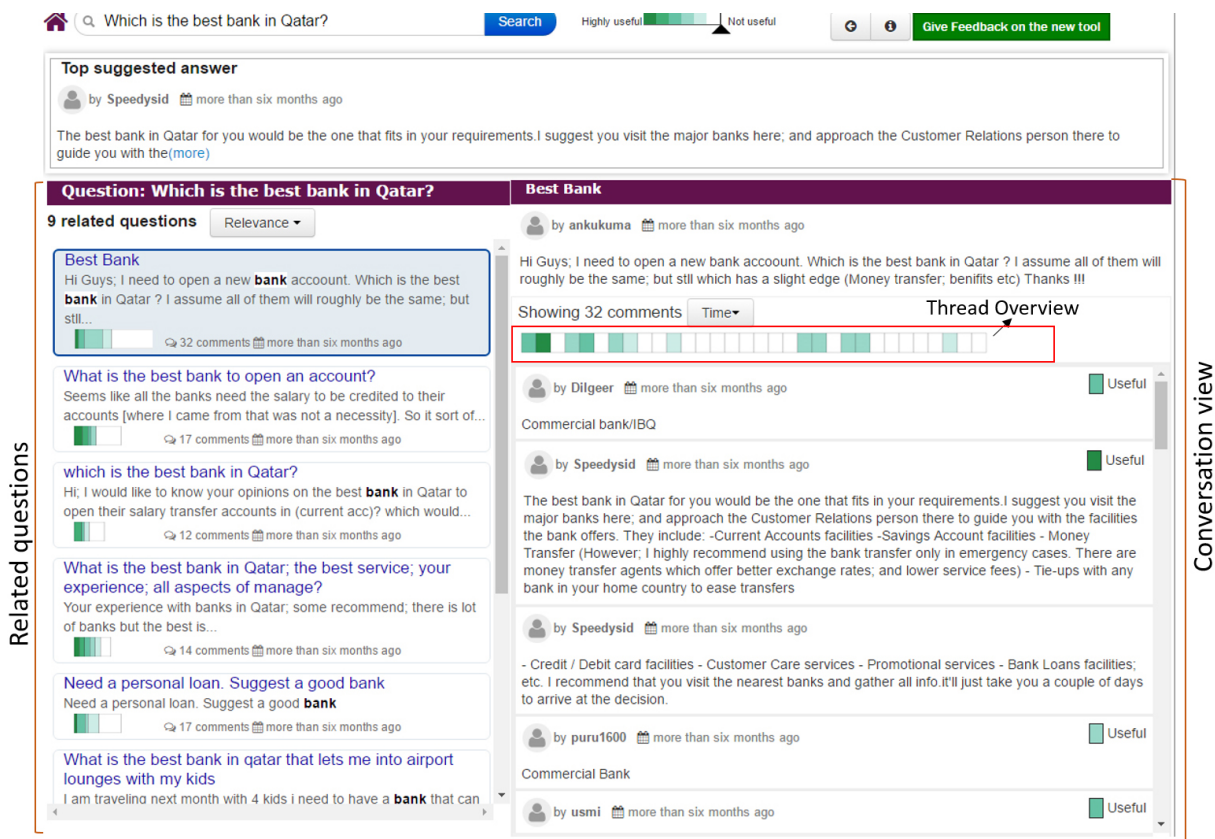 Which is the best bank in Qatar?
Search
Highly useful
Not useful
Give Feedback on the new tool
Top suggested answer
by Speedysid more than six months ago
The best bank in Qatar for you would be the one that fits in your requirements.I suggest you visit the major banks here; and approach the Customer Relations person there to
guide you with the(more)
Related questions
Question: Which is the best bank in Qatar?
9 related questions
Relevance
Best Bank
Hi Guys; I need to open a new bank accoount. Which is the best
bank in Qatar ? I assume all of them will roughly be the same; but
stll...
32 comments more than six months ago
What is the best bank to open an account?
Seems like all the banks need the salary to be credited to their
accounts [where I came from that was not a necessity]. So it sort of...
17 comments more than six months ago
which is the best bank in Qatar?
Hi; I would like to know your opinions on the best bank in Qatar to
open their salary transfer accounts in (current acc)? which would...
12 comments more than six months ago
What is the best bank in Qatar; the best service; your
experience; all aspects of manage?
Your experience with banks in Qatar; some recommend; there is lot
of banks but the best is...
14 comments more than six months ago
Need a personal loan. Suggest a good bank
Need a personal loan. Suggest a good bank
17 comments more than six months ago
What is the best bank in qatar that lets me into airport
lounges with my kids
I am traveling next month with 4 kids i need to have a bank that can
Best Bank
by ankukuma more than six months ago
Hi Guys; I need to open a new bank accoount. Which is the best bank in Qatar ? I assume all of them will
roughly be the same; but stll which has a slight edge (Money transfer; benifits etc) Thanks !!!
Showing 32 comments
Time
Thread Overview
by Dilgeer more than six months ago
Useful
Commercial bank/IBQ
by Speedysid more than six months ago
Useful
The best bank in Qatar for you would be the one that fits in your requirements.I suggest you visit the
major banks here; and approach the Customer Relations person there to guide you with the facilities
the bank offers. They include: -Current Accounts facilities -Savings Account facilities - Money
Transfer (However; I highly recommend using the bank transfer only in emergency cases. There are
money transfer agents which offer better exchange rates; and lower service fees) - Tie-ups with any
bank in your home country to ease transfers
by Speedysid more than six months ago
- Credit / Debit card facilities - Customer Care services - Promotional services - Bank Loans facilities;
etc. I recommend that you visit the nearest banks and gather all info.it'll just take you a couple of days
to arrive at the decision.
by puru1600 more than six months ago
Useful
Commercial Bank
by usmi more than six months ago
Useful
Conversation view